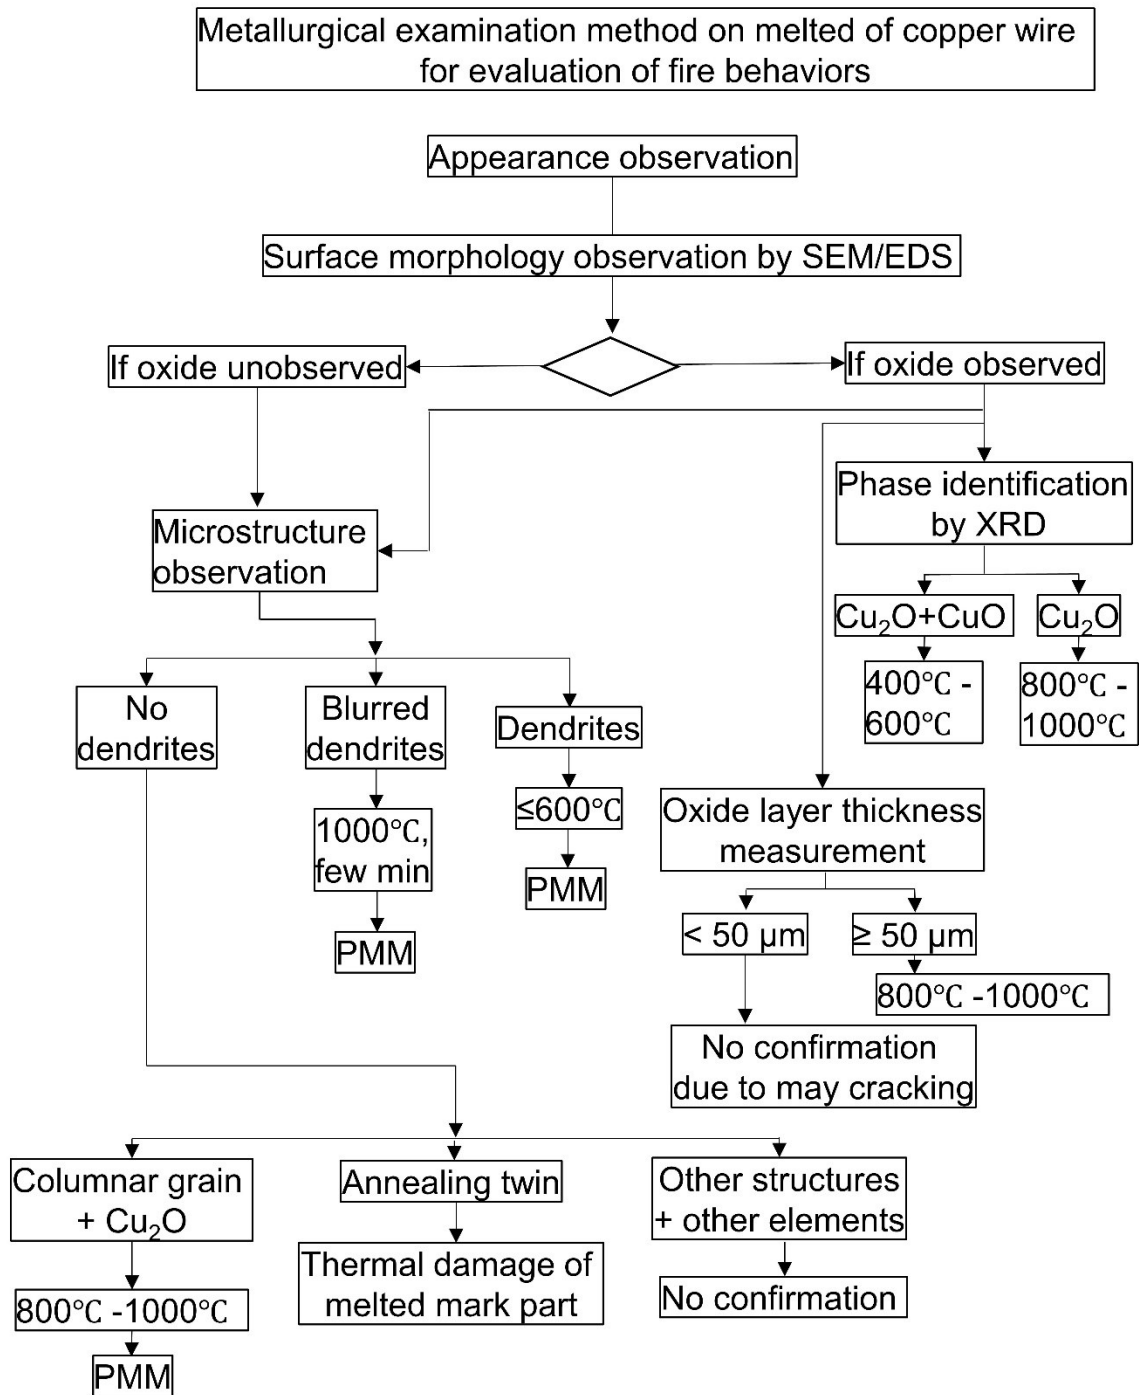 Metallurgical examination method on melted of copper wire
for evaluation of fire behaviors
Appearance observation
Surface morphology observation by SEM/EDS
If oxide unobserved
If oxide observed
Phase identification
by XRD
Microstructure
observation
Cu₂O+CuO
Cu₂O
400℃ -
600℃
800℃ -
1000℃
No
dendrites
Blurred
dendrites
Dendrites
1000℃,
few min
≤600℃
PMM
PMM
Oxide layer thickness
measurement
< 50 µm
≥ 50 µm
800℃ -1000℃
No confirmation
due to may cracking
Columnar grain
+ Cu₂O
Annealing twin
Other structures
+ other elements
800℃ -1000℃
Thermal damage of
melted mark part
No confirmation
PMM